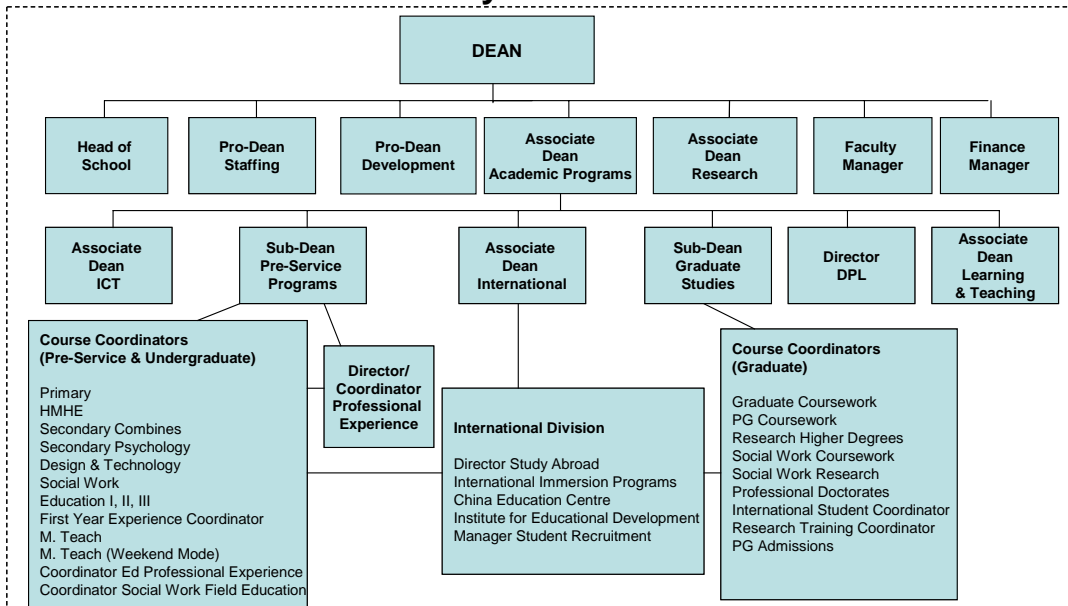 DEAN
Head of
School
Pro-Dean
Staffing
Pro-Dean
Development
Associate
Dean
Academic Programs
Associate
Dean
Research
Faculty
Manager
Finance
Manager
Associate
Dean
ICT
Sub-Dean
Pre-Service
Programs
Associate
Dean
International
Sub-Dean
Graduate
Studies
Director
DPL
Associate
Dean
Learning
& Teaching
Course Coordinators
(Pre-Service & Undergraduate)
Primary
HMHE
Secondary Combines
Secondary Psychology
Design & Technology
Social Work
Education I, II, III
First Year Experience Coordinator
M. Teach
M. Teach (Weekend Mode)
Coordinator Ed Professional Experience
Coordinator Social Work Field Education
Director/
Coordinator
Professional
Experience
International Division
Director Study Abroad
International Immersion Programs
China Education Centre
Institute for Educational Development
Manager Student Recruitment
Course Coordinators
(Graduate)
Graduate Coursework
PG Coursework
Research Higher Degrees
Social Work Coursework
Social Work Research
Professional Doctorates
International Student Coordinator
Research Training Coordinator
PG Admissions